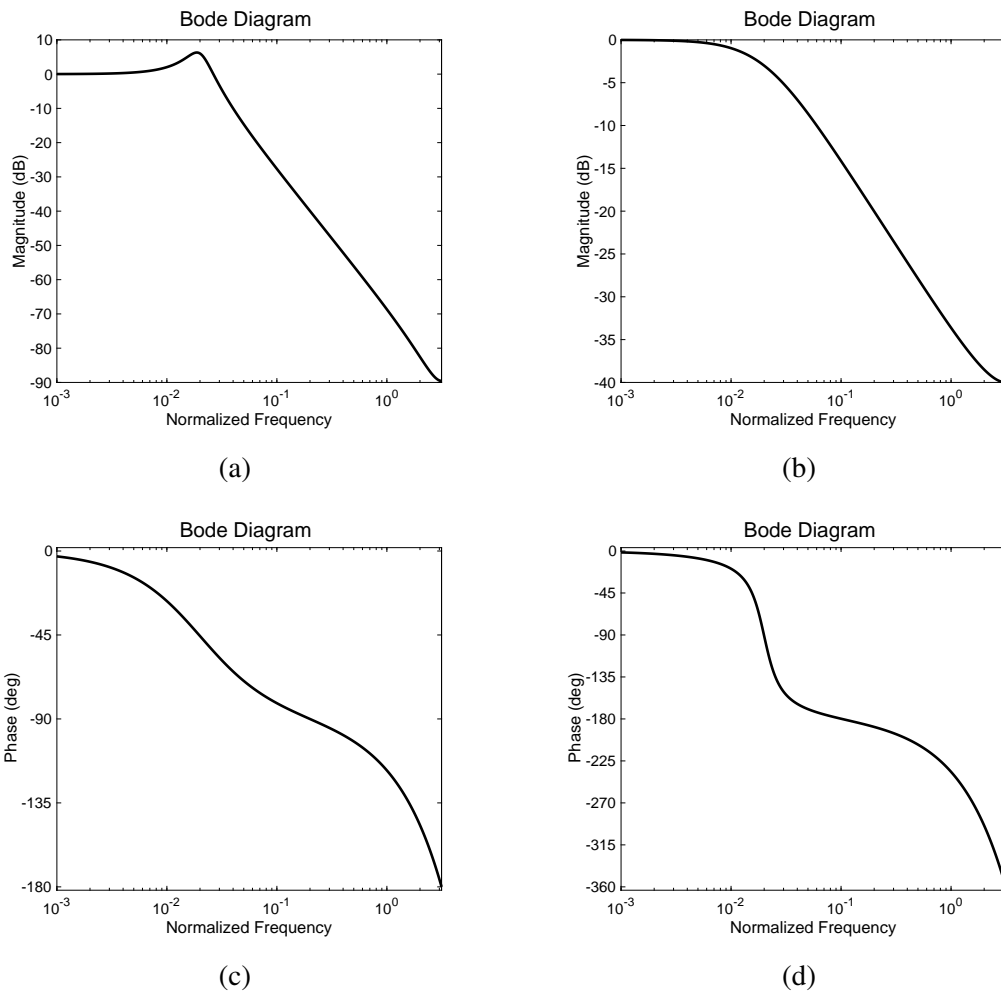 Bode Diagram
10
0
-10
-20
-30
-40
-50
-60
-70
-80
-90
Magnitude (dB)
10^-3 10^-2 10^-1 10^0
Normalized Frequency
(a)
Bode Diagram
0
-5
-10
-15
-20
-25
-30
-35
-40
Magnitude (dB)
10^-3 10^-2 10^-1 10^0
Normalized Frequency
(b)
Bode Diagram
0
-45
-90
-135
-180
Phase (deg)
10^-3 10^-2 10^-1 10^0
Normalized Frequency
(c)
Bode Diagram
0
-45
-90
-135
-180
-225
-270
-315
-360
Phase (deg)
10^-3 10^-2 10^-1 10^0
Normalized Frequency
(d)